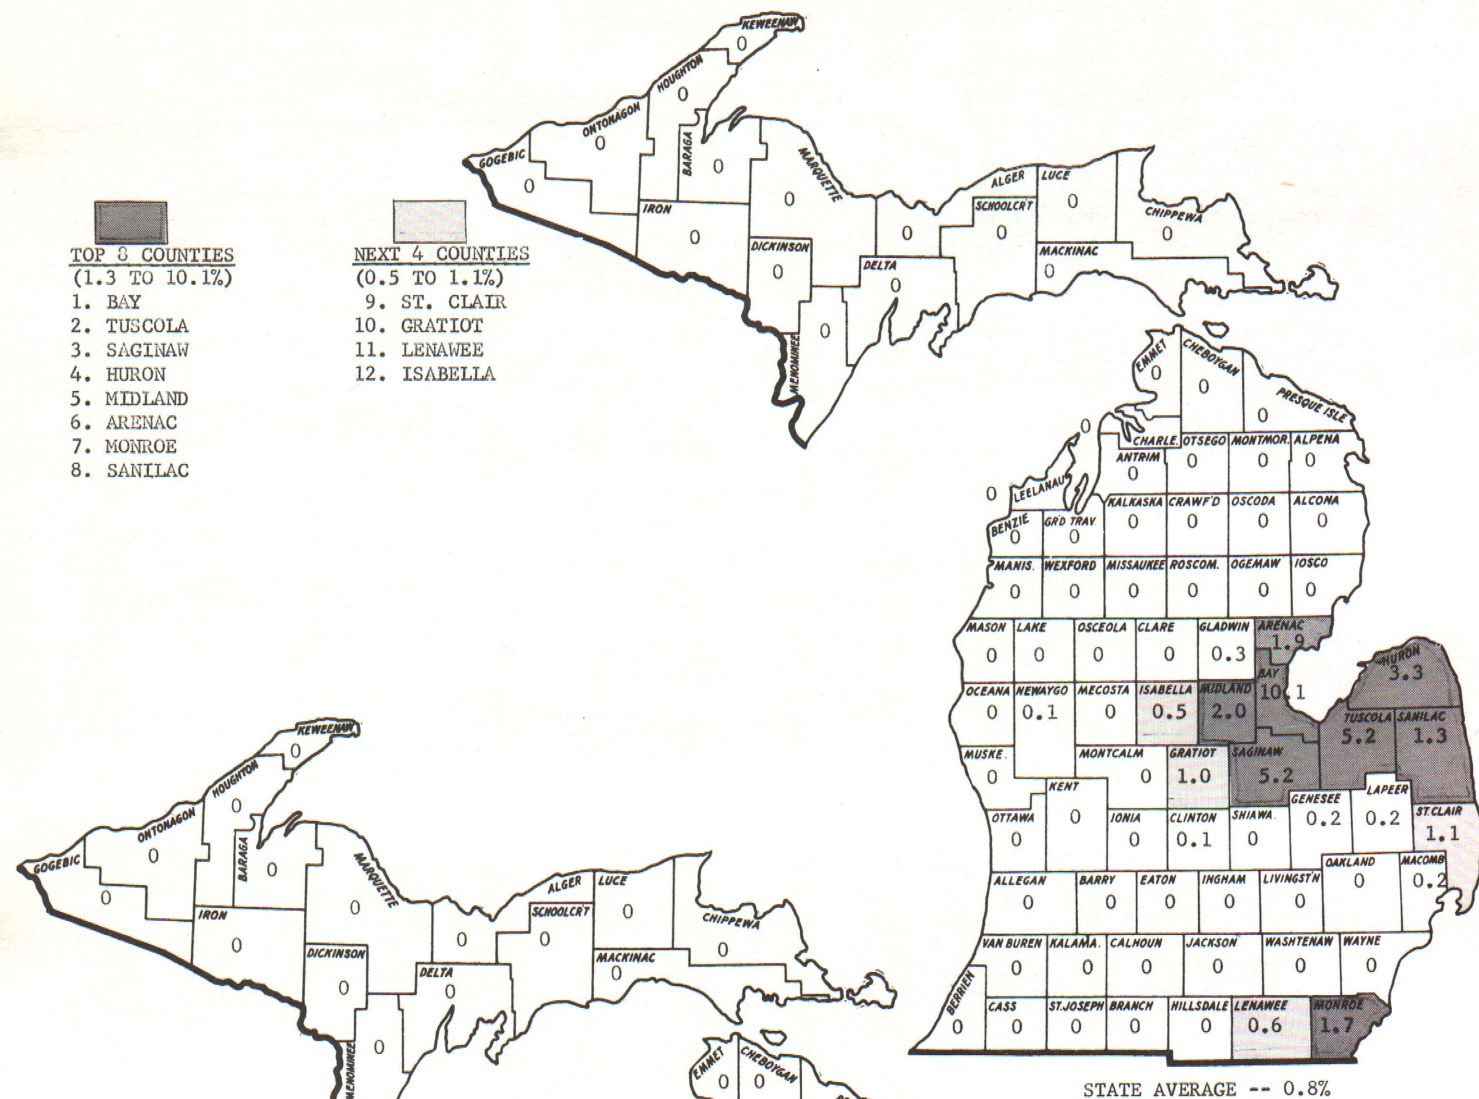 TOP 8 COUNTIES
(1.3 TO 10.1%)
1. BAY
2. TUSCOLA
3. SAGINAW
4. HURON
5. MIDLAND
6. ARENAC
7. MONROE
8. SANILAC
NEXT 4 COUNTIES
(0.5 TO 1.1%)
9. ST. CLAIR
10. GRATIOT
11. LENAWEE
12. ISABELLA
KEWEENAW
0
HOUGHTON
0
ONTONAGON
0
GOGEBIC
0
BARAGA
0
MARQUETTE
0
IRON
0
DICKINSON
0
MENOMINEE
0
DELTA
0
ALGER
0
SCHOOLCR'T
0
LUCE
0
CHIPPEWA
0
MACKINAC
0
EMMET
0
CHEBOYGAN
0
PRESQUE ISLE
0
0
CHARLE. OTSEGO MONTMOR. ALPENA
0 0 0
ANTRIM
0
LEELANAU
0
KALKASKA CRAWF'D OSCODA ALCONA
0 0 0 0
BENZIE GR'D TRAV.
0 0
MANIS. WEXFORD MISSAUKEE ROSCOM. OGEMAW IOSCO
0 0 0 0 0 0
MASON LAKE OSCEOLA CLARE GLADWIN ARENAC
0 0 0 0 0.3 1.9
HURON
3.3
BAY
10.1
OCEANA NEWAYGO MECOSTA ISABELLA MIDLAND
0 0.1 0 0.5 2.0
TUSCOLA SANILAC
5.2 1.3
MUSKE. MONTCALM GRATIOT SAGINAW
0 0 1.0 5.2
KENT
0
GENESEE LAPEER
0.2 0.2
OTTAWA IONIA CLINTON SHIAWA. ST.CLAIR
0 0 0.1 0 1.1
OAKLAND MACOMB
0 0.2
ALLEGAN BARRY EATON INGHAM LIVINGST'N
0 0 0 0 0
VAN BUREN KALAMA. CALHOUN JACKSON WASHTENAW WAYNE
0 0 0 0 0 0
BERRIEN CASS ST.JOSEPH BRANCH HILLSDALE LENAWEE MONROE
0 0 0 0 0 0.6 1.7
STATE AVERAGE -- 0.8%
KEWEENAW
0
HOUGHTON
0
ONTONAGON
0
GOGEBIC
0
BARAGA
0
MARQUETTE
0
IRON
0
DICKINSON
0
MENOMINEE
0
DELTA
0
ALGER
0
SCHOOLCR'T
0
LUCE
0
CHIPPEWA
0
MACKINAC
0
EMMET
0
CHEBOYGAN
0